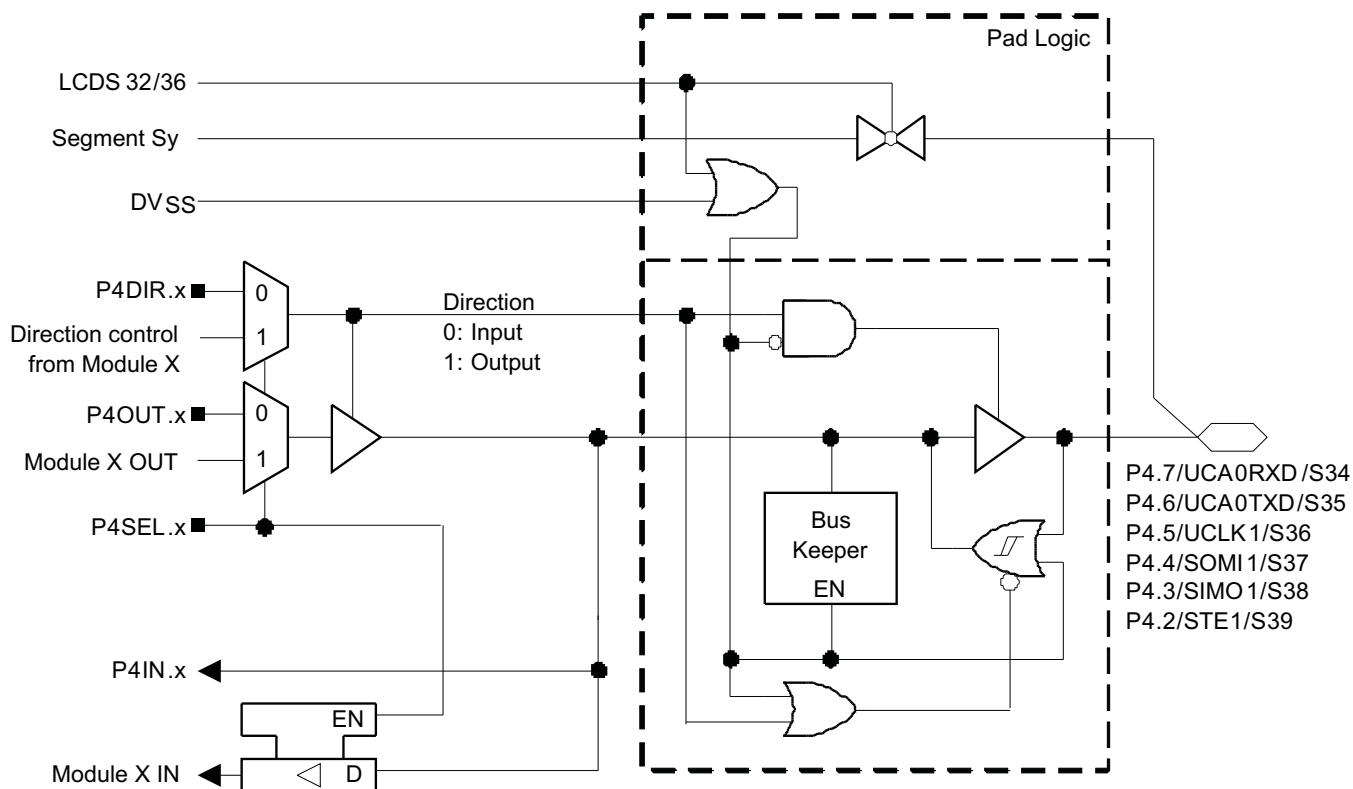 Pad Logic
LCDS 32/36
Segment Sy
DVSS
P4DIR.x
0
Direction control
from Module X
1
Direction
0: Input
1: Output
P4OUT.x
0
Module X OUT
1
P4SEL.x
Bus
Keeper
EN
P4.7/UCA0RXD/S34
P4.6/UCA0TXD/S35
P4.5/UCLK1/S36
P4.4/SOMI1/S37
P4.3/SIMO1/S38
P4.2/STE1/S39
P4IN.x
EN
Module X IN
D